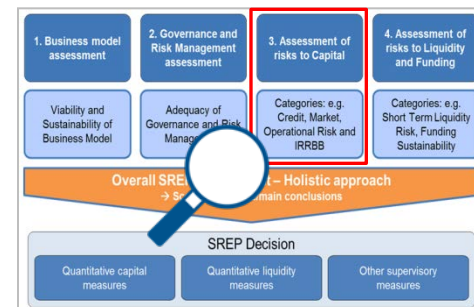 1. Business model
assessment
2. Governance and
Risk Management
assessment
3. Assessment of
risks to Capital
4. Assessment of
risks to Liquidity
and Funding
Viability and
Sustainability of
Business Model
Adequacy of
Governance and Risk
Categories: e.g.
Credit, Market,
Operational Risk and
IRRBB
Categories: e.g.
Short Term Liquidity
Risk, Funding
Sustainability
Overall SREP – Holistic approach
main conclusions
SREP Decision
Quantitative capital
measures
Quantitative liquidity
measures
Other supervisory
measures